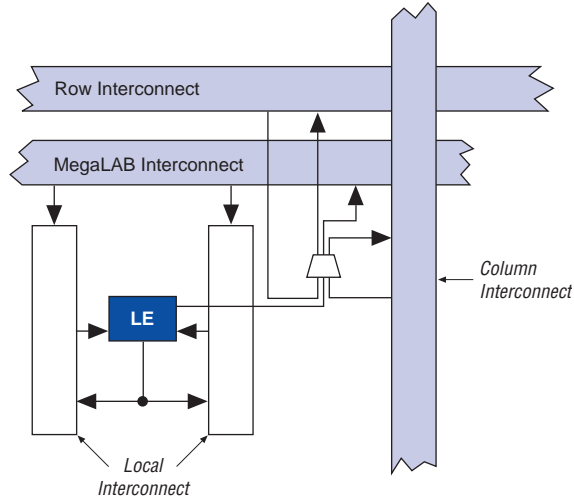 Row Interconnect
MegaLAB Interconnect
Column
Interconnect
LE
Local
Interconnect